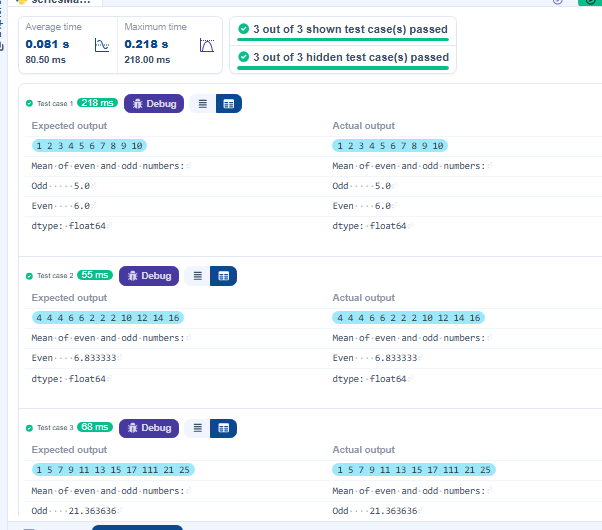 Average time
Maximum time
0.081 s
0.218 s
80.50 ms
218.00 ms
3 out of 3 shown test case(s) passed
3 out of 3 hidden test case(s) passed
Test case 1 218 ms Debug
Expected output
Actual output
1 2 3 4 5 6 7 8 9 10
1 2 3 4 5 6 7 8 9 10
Mean·of·even·and·odd·numbers:
Mean·of·even·and·odd·numbers:
Odd·····5.0
Odd·····5.0
Even····6.0
Even····6.0
dtype:·float64
dtype:·float64
Test case 2 55 ms Debug
Expected output
Actual output
4 4 4 6 6 2 2 2 10 12 14 16
4 4 4 6 6 2 2 2 10 12 14 16
Mean·of·even·and·odd·numbers:
Mean·of·even·and·odd·numbers:
Even····6.833333
Even····6.833333
dtype:·float64
dtype:·float64
Test case 3 68 ms Debug
Expected output
Actual output
1 5 7 9 11 13 15 17 111 21 25
1 5 7 9 11 13 15 17 111 21 25
Mean·of·even·and·odd·numbers:
Mean·of·even·and·odd·numbers:
Odd····21.363636
Odd····21.363636